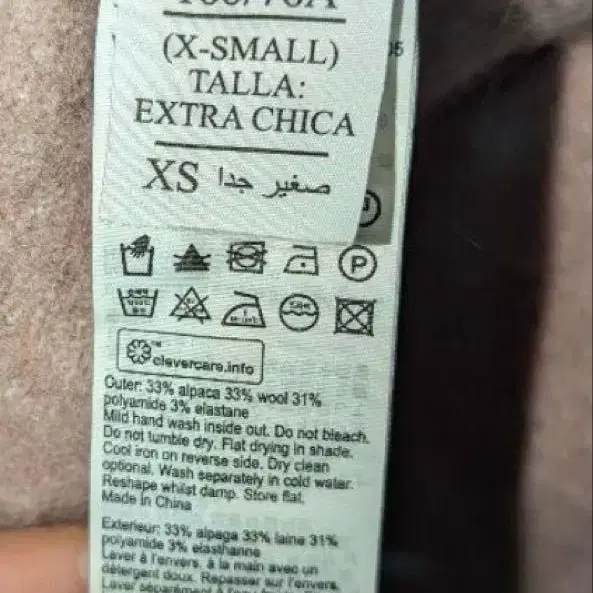 (X-SMALL)
TALLA:
EXTRA CHICA
XS صغير جدا
P
clevercare.info
Outer: 33% alpaca 33% wool 31%
polyamide 3% elastane
Mild hand wash inside out. Do not bleach.
Do not tumble dry. Flat drying in shade.
Cool iron on reverse side. Dry clean
optional. Wash separately in cold water.
Reshape whilst damp. Store flat.
Made in China
Exterieur: 33% alpaga 33% laine 31%
polyamide 3% elasthanne
Laver à l'envers, à la main avec un
détergent doux. Repasser sur l'envers.
Laver séparément à l'eau